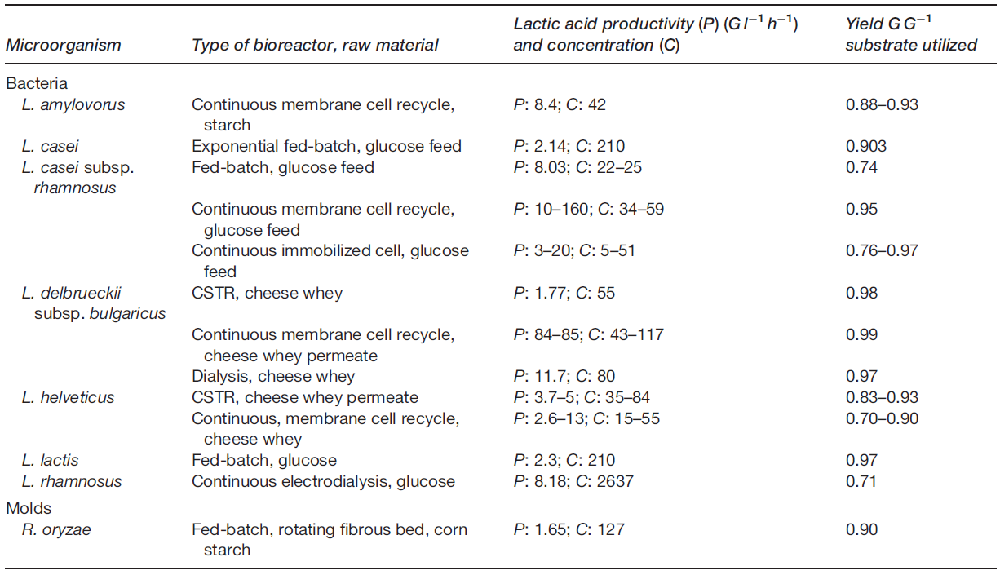 Lactic acid productivity (P) (G l⁻¹ h⁻¹) Yield G G⁻¹
Microorganism Type of bioreactor, raw material and concentration (C) substrate utilized
Bacteria
L. amylovorus Continuous membrane cell recycle, P: 8.4; C: 42 0.88–0.93
starch
L. casei Exponential fed-batch, glucose feed P: 2.14; C: 210 0.903
L. casei subsp. Fed-batch, glucose feed P: 8.03; C: 22–25 0.74
rhamnosus
Continuous membrane cell recycle, P: 10–160; C: 34–59 0.95
glucose feed
Continuous immobilized cell, glucose P: 3–20; C: 5–51 0.76–0.97
feed
L. delbrueckii CSTR, cheese whey P: 1.77; C: 55 0.98
subsp. bulgaricus
Continuous membrane cell recycle, P: 84–85; C: 43–117 0.99
cheese whey permeate
Dialysis, cheese whey P: 11.7; C: 80 0.97
L. helveticus CSTR, cheese whey permeate P: 3.7–5; C: 35–84 0.83–0.93
Continuous, membrane cell recycle, P: 2.6–13; C: 15–55 0.70–0.90
cheese whey
L. lactis Fed-batch, glucose P: 2.3; C: 210 0.97
L. rhamnosus Continuous electrodialysis, glucose P: 8.18; C: 2637 0.71
Molds
R. oryzae Fed-batch, rotating fibrous bed, corn P: 1.65; C: 127 0.90
starch